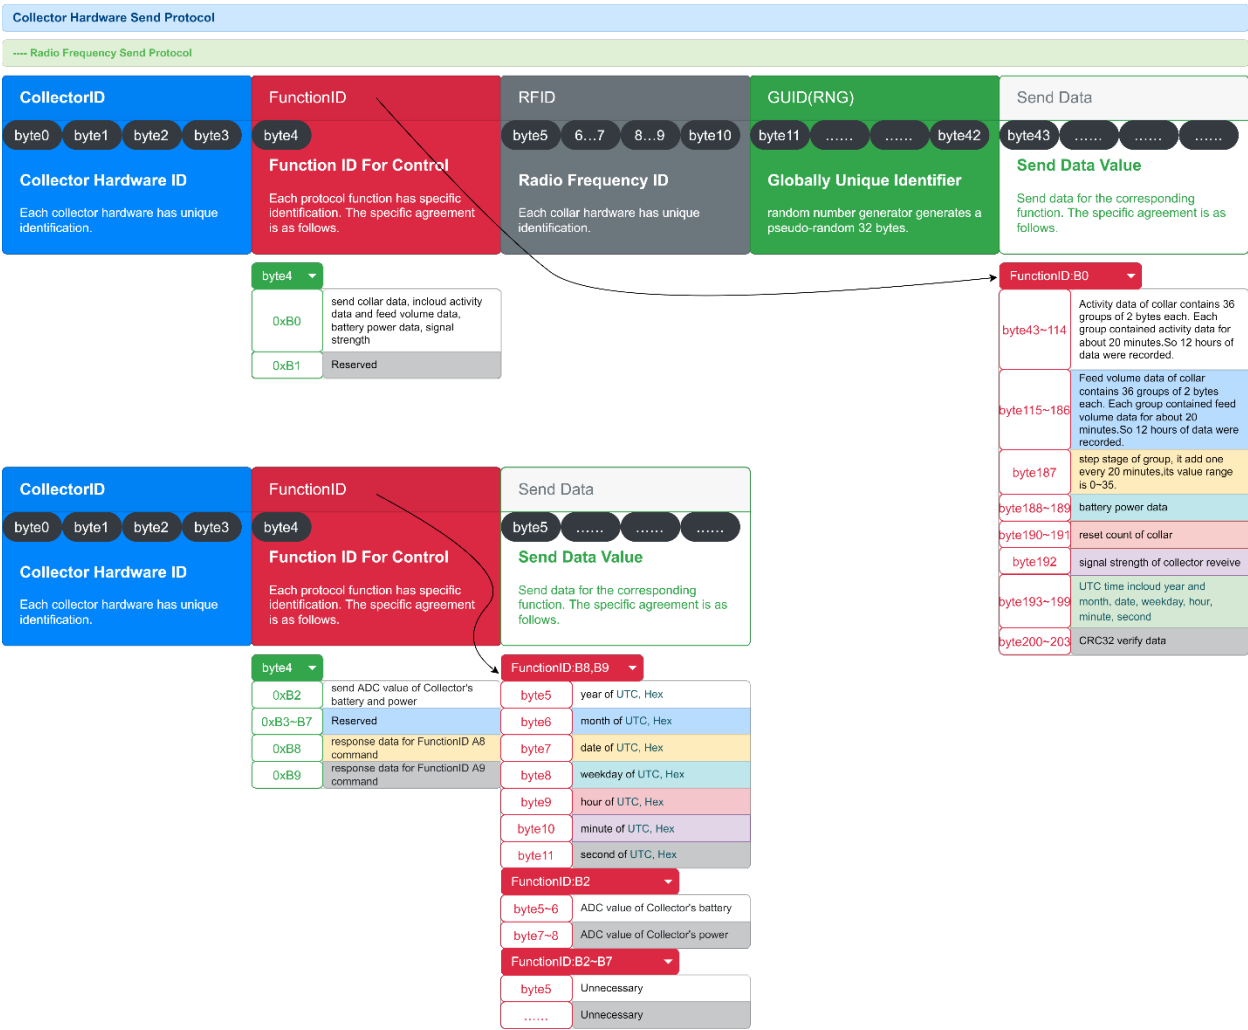 Collector Hardware Send Protocol
---- Radio Frequency Send Protocol
CollectorID
byte0 byte1 byte2 byte3
Collector Hardware ID
Each collector hardware has unique
identification.
FunctionID
byte4
Function ID For Control
Each protocol function has specific
identification. The specific agreement
is as follows.
RFID
byte5 6...7 8...9 byte10
Radio Frequency ID
Each collar hardware has unique
identification.
GUID(RNG)
byte11 ...... ...... byte42
Globally Unique Identifier
random number generator generates a
pseudo-random 32 bytes.
Send Data
byte43 ...... ...... ......
Send Data Value
Send data for the corresponding
function. The specific agreement is as
follows.
byte4
0xB0
send collar data, incloud activity
data and feed volume data,
battery power data, signal
strength
0xB1
Reserved
FunctionID:B0
byte43~114
Activity data of collar contains 36
groups of 2 bytes each. Each
group contained activity data for
about 20 minutes.So 12 hours of
data were recorded.
byte115~186
Feed volume data of collar
contains 36 groups of 2 bytes
each. Each group contained feed
volume data for about 20
minutes.So 12 hours of data were
recorded.
byte187
step stage of group, it add one
every 20 minutes,its value range
is 0~35.
byte188~189
battery power data
byte190~191
reset count of collar
byte192
signal strength of collector reveive
byte193~199
UTC time incloud year and
month, date, weekday, hour,
minute, second
byte200~203
CRC32 verify data
CollectorID
byte0 byte1 byte2 byte3
Collector Hardware ID
Each collector hardware has unique
identification.
FunctionID
byte4
Function ID For Control
Each protocol function has specific
identification. The specific agreement
is as follows.
Send Data
byte5 ...... ...... ......
Send Data Value
Send data for the corresponding
function. The specific agreement is as
follows.
byte4
0xB2
send ADC value of Collector's
battery and power
0xB3~B7
Reserved
0xB8
response data for FunctionID A8
command
0xB9
response data for FunctionID A9
command
FunctionID:B8,B9
byte5
year of UTC, Hex
byte6
month of UTC, Hex
byte7
date of UTC, Hex
byte8
weekday of UTC, Hex
byte9
hour of UTC, Hex
byte10
minute of UTC, Hex
byte11
second of UTC, Hex
FunctionID:B2
byte5~6
ADC value of Collector's battery
byte7~8
ADC value of Collector's power
FunctionID:B2~B7
byte5
Unnecessary
......
Unnecessary